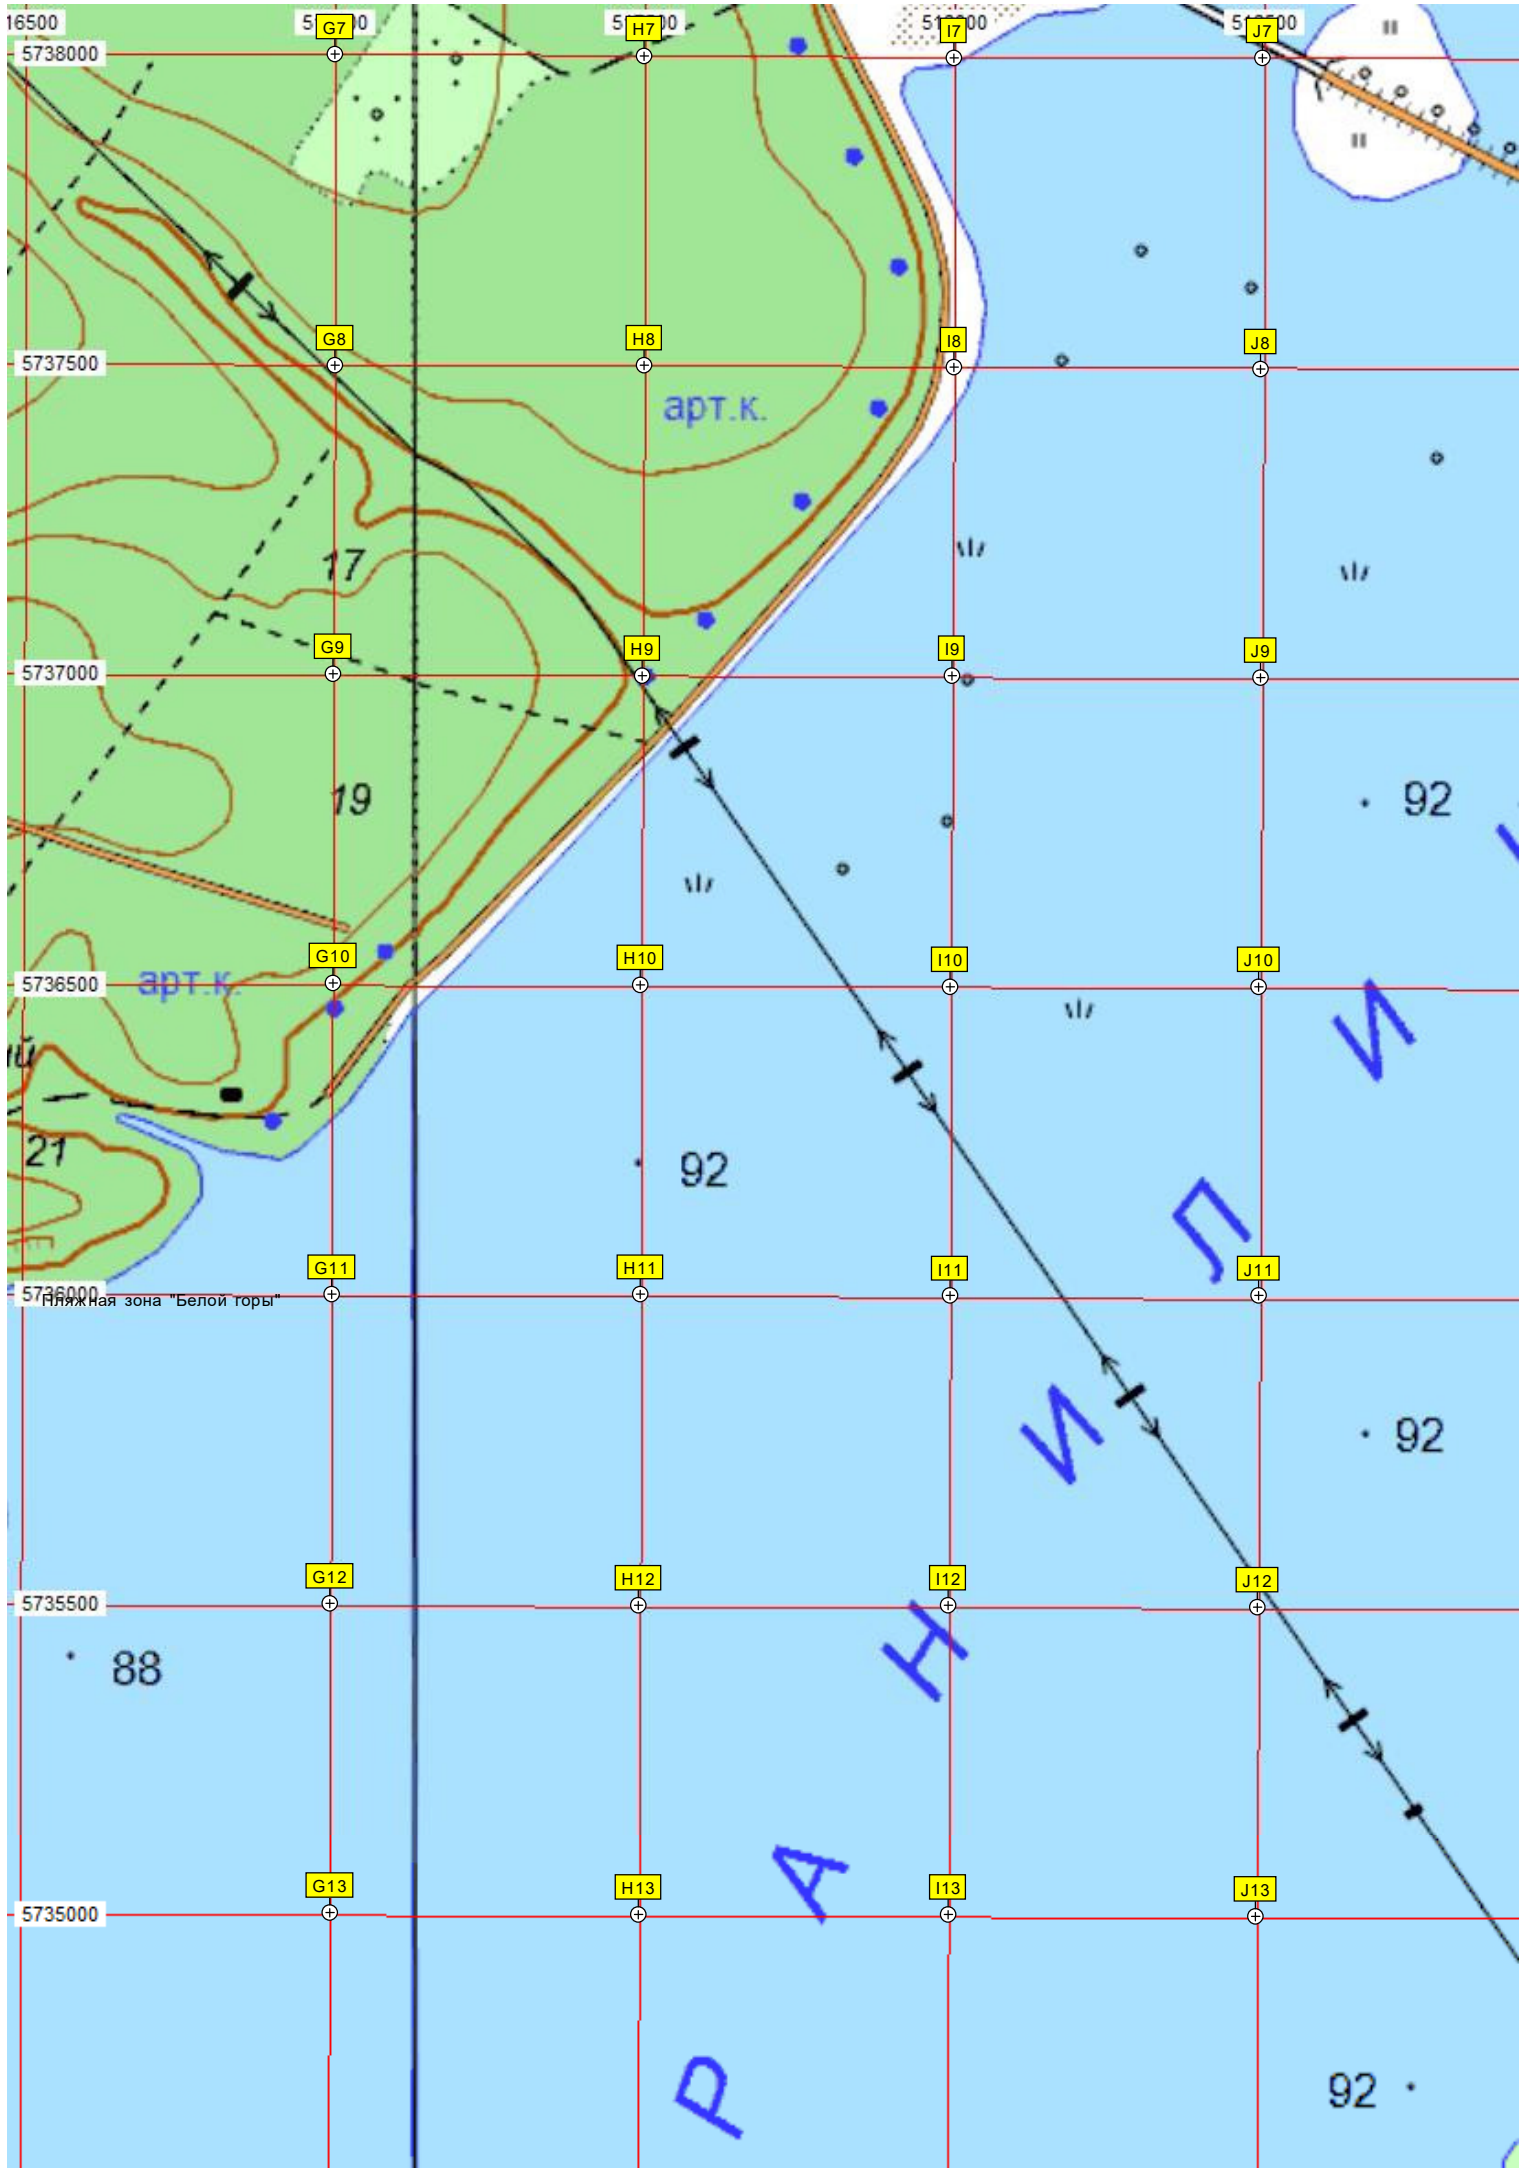 G7
H7
I7
J7
5738000
G8
H8
I8
J8
5737500
арт.к.
17
G9
H9
I9
J9
5737000
19
92
G10
H10
I10
J10
5736500
арт.к.
И
21
92
Л
G11
H11
I11
J11
5736000
Пляжная зона "Белой горы"
И
92
G12
H12
I12
J12
5735500
Н
88
А
G13
H13
I13
J13
5735000
Р
92